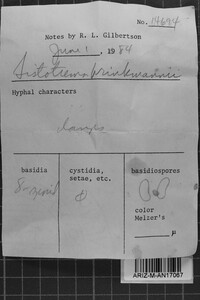 No. 14694
Notes by R. L. Gilbertson
June 1, 1984
Sistotrema brinkmannii
Hyphal characters
clamps
basidia
cystidia, setae, etc.
basidiospores
8-
color
Melzer's
µ
ARIZ-M-AN17067